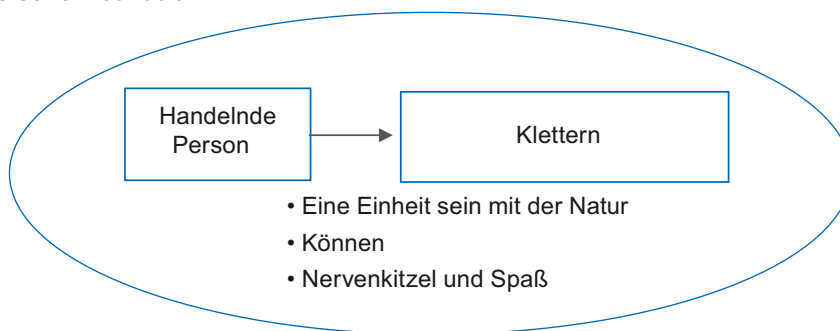 Handelnde
Person
Klettern
• Eine Einheit sein mit der Natur
• Können
• Nervenkitzel und Spaß